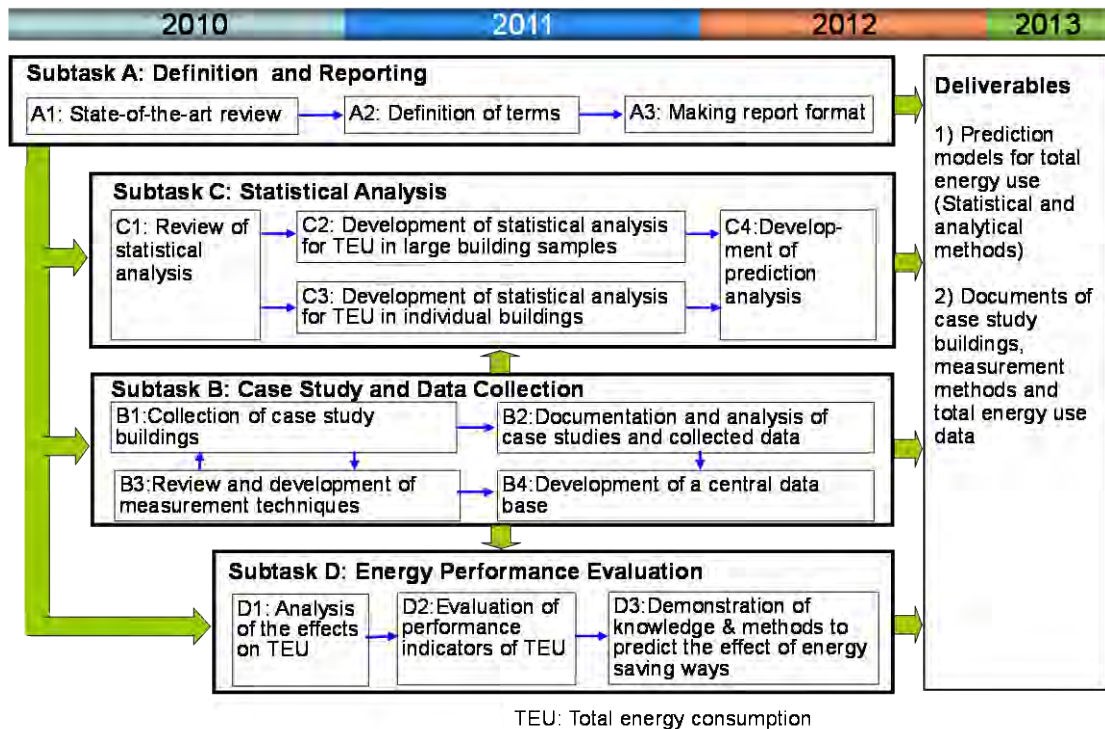 2010 2011 2012 2013
Subtask A: Definition and Reporting
A1: State-of-the-art review
A2: Definition of terms
A3: Making report format
Subtask C: Statistical Analysis
C1: Review of
statistical
analysis
C2: Development of statistical analysis
for TEU in large building samples
C3: Development of statistical analysis
for TEU in individual buildings
C4:Develop-
ment of
prediction
analysis
Subtask B: Case Study and Data Collection
B1:Collection of case study
buildings
B2:Documentation and analysis of
case studies and collected data
B3:Review and development of
measurement techniques
B4:Development of a central data
base
Subtask D: Energy Performance Evaluation
D1: Analysis
of the effects
on TEU
D2:Evaluation of
performance
indicators of TEU
D3:Demonstration of
knowledge & methods to
predict the effect of energy
saving ways
Deliverables
1) Prediction
models for total
energy use
(Statistical and
analytical
methods)
2) Documents of
case study
buildings,
measurement
methods and
total energy use
data
TEU: Total energy consumption